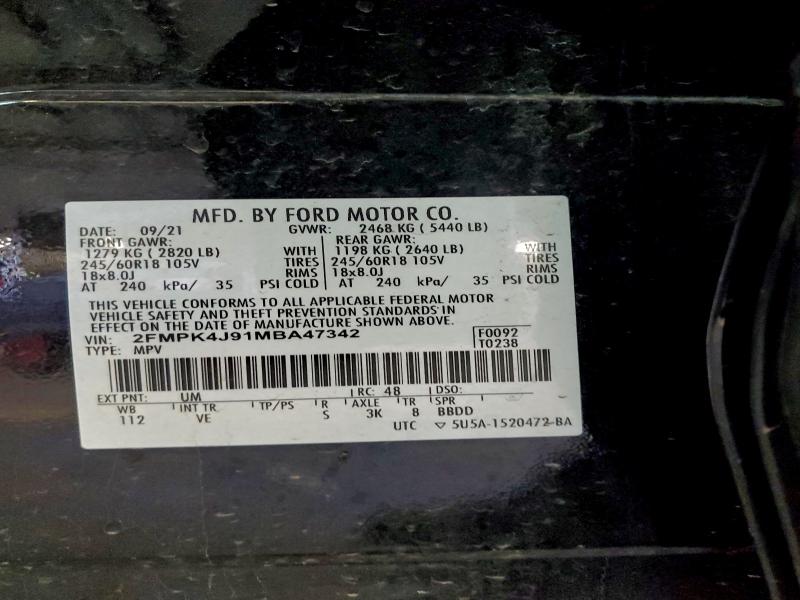 MFD. BY FORD MOTOR CO.
DATE: 09/21 GVWR: 2468 KG ( 5440 LB)
FRONT GAWR: REAR GAWR:
1279 KG ( 2820 LB) WITH 1198 KG ( 2640 LB) WITH
245/60R18 105V TIRES 245/60R18 105V TIRES
18x8.0J RIMS 18x8.0J RIMS
AT 240 kPa/ 35 PSI COLD AT 240 kPa/ 35 PSI COLD
THIS VEHICLE CONFORMS TO ALL APPLICABLE FEDERAL MOTOR
VEHICLE SAFETY AND THEFT PREVENTION STANDARDS IN
EFFECT ON THE DATE OF MANUFACTURE SHOWN ABOVE.
VIN: 2FMPK4J91MBA47342 F0092
TYPE: MPV T0238
EXT PNT: UM RC: 48 DSO:
WB INT TR TP/PS R AXLE TR SPR
112 VE S 3K 8 BBDD
UTC ▽ 5U5A-1520472-BA